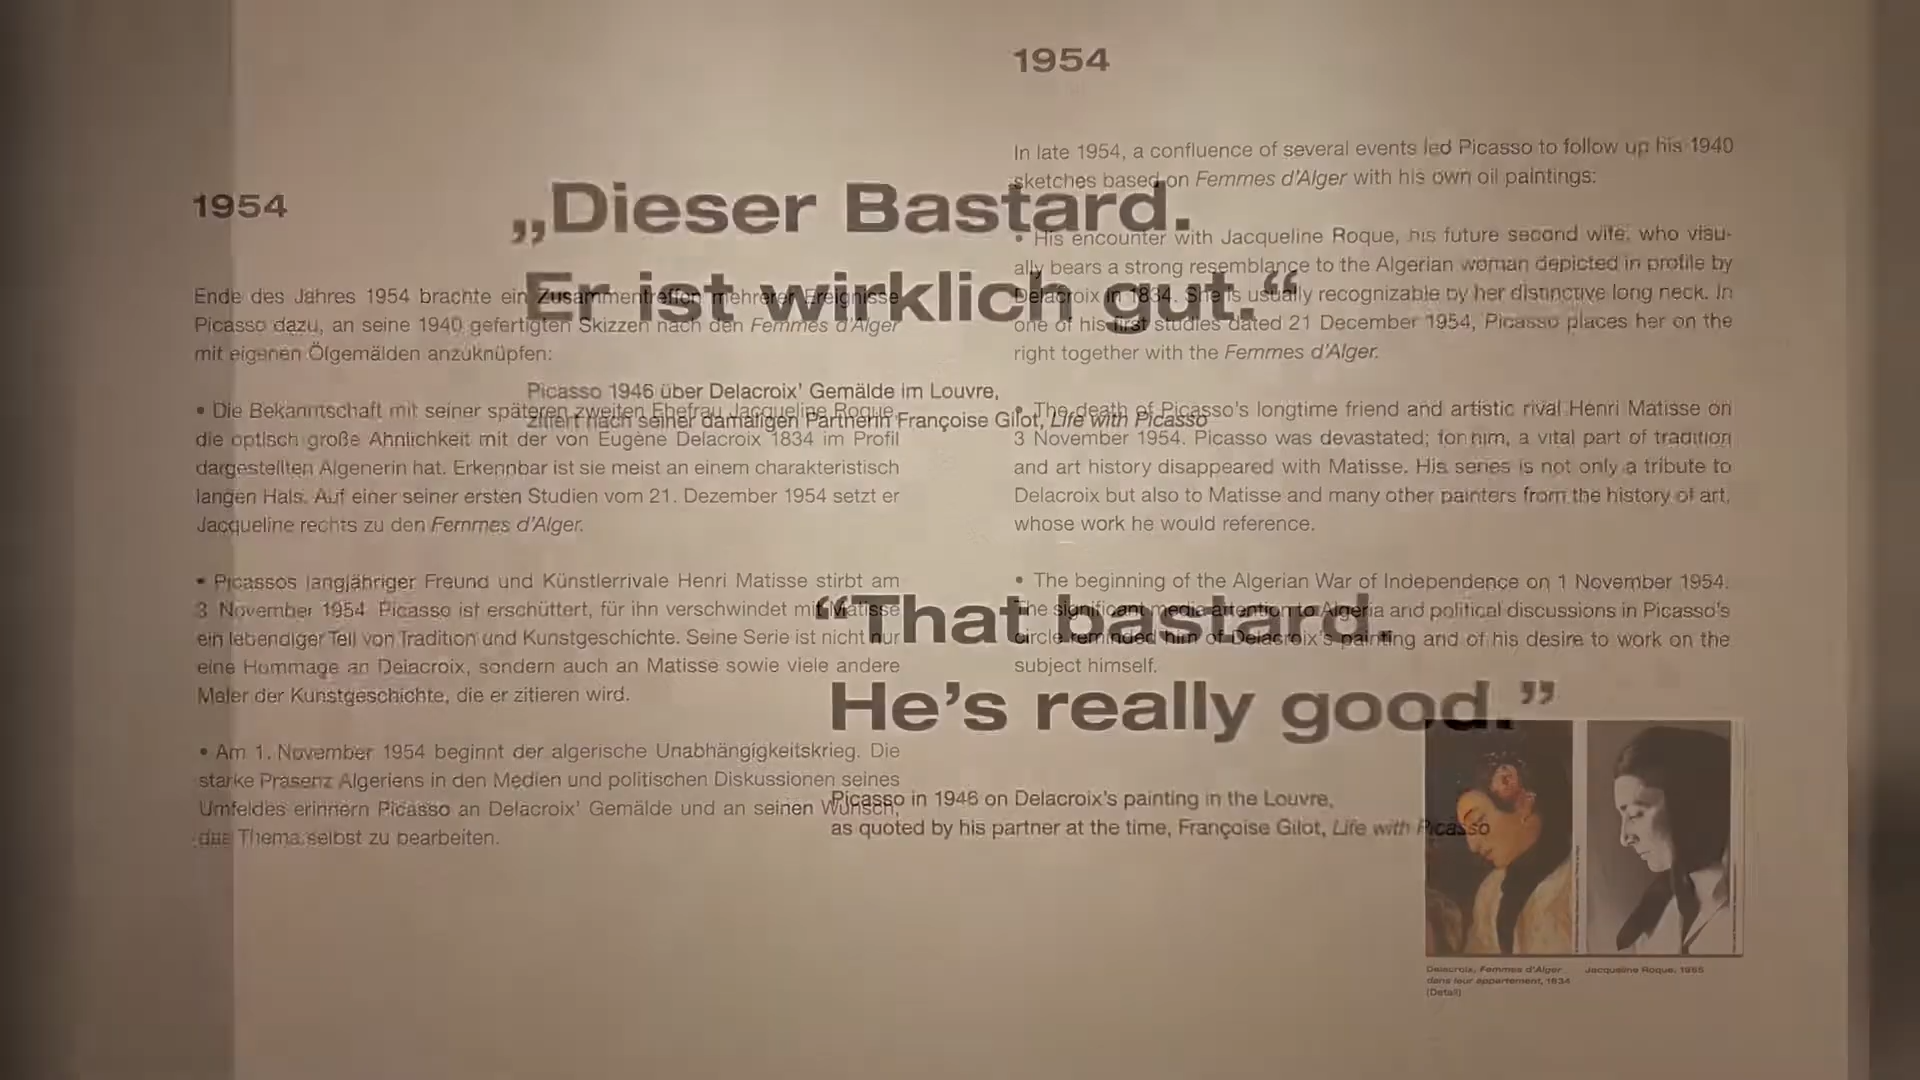 1954
Ende des Jahres 1954 brachte ein Zusammentreffen mehrerer Ereignisse
Picasso dazu, an seine 1940 gefertigten Skizzen nach den Femmes d'Alger
mit eigenen Ölgemälden anzuknüpfen:
• Die Bekanntschaft mit seiner späteren zweiten Ehefrau Jacqueline Roque,
die optisch große Ähnlichkeit mit der von Eugène Delacroix 1834 im Profil
dargestellten Algerierin hat. Erkennbar ist sie meist an einem charakteristisch
langen Hals. Auf einer seiner ersten Studien vom 21. Dezember 1954 setzt er
Jacqueline rechts zu den Femmes d'Alger.
• Picassos langjähriger Freund und Künstlerrivale Henri Matisse stirbt am
3. November 1954. Picasso ist erschüttert, für ihn verschwindet mit Matisse
ein lebendiger Teil von Tradition und Kunstgeschichte. Seine Serie ist nicht nur
eine Hommage an Delacroix, sondern auch an Matisse sowie viele andere
Maler der Kunstgeschichte, die er zitieren wird.
• Am 1. November 1954 beginnt der algerische Unabhängigkeitskrieg. Die
starke Präsenz Algeriens in den Medien und politischen Diskussionen seines
Umfeldes erinnern Picasso an Delacroix' Gemälde und an seinen Wunsch,
das Thema selbst zu bearbeiten.
„Dieser Bastard.
Er ist wirklich gut.“
Picasso 1946 über Delacroix' Gemälde im Louvre,
zitiert nach seiner damaligen Partnerin Françoise Gilot, Life with Picasso
“That bastard.
He's really good.”
Picasso in 1946 on Delacroix's painting in the Louvre,
as quoted by his partner at the time, Françoise Gilot, Life with Picasso
1954
In late 1954, a confluence of several events led Picasso to follow up his 1940
sketches based on Femmes d'Alger with his own oil paintings:
• His encounter with Jacqueline Roque, his future second wife, who visu-
ally bears a strong resemblance to the Algerian woman depicted in profile by
Delacroix in 1834. She is usually recognizable by her distinctive long neck. In
one of his first studies dated 21 December 1954, Picasso places her on the
right together with the Femmes d'Alger.
• The death of Picasso's longtime friend and artistic rival Henri Matisse on
3 November 1954. Picasso was devastated; for him, a vital part of tradition
and art history disappeared with Matisse. His series is not only a tribute to
Delacroix but also to Matisse and many other painters from the history of art,
whose work he would reference.
• The beginning of the Algerian War of Independence on 1 November 1954.
The significant media attention to Algeria and political discussions in Picasso's
circle reminded him of Delacroix's painting and of his desire to work on the
subject himself.
Delacroix, Femmes d'Alger
dans leur appartement, 1834
(Detail)
Jacqueline Roque, 1955